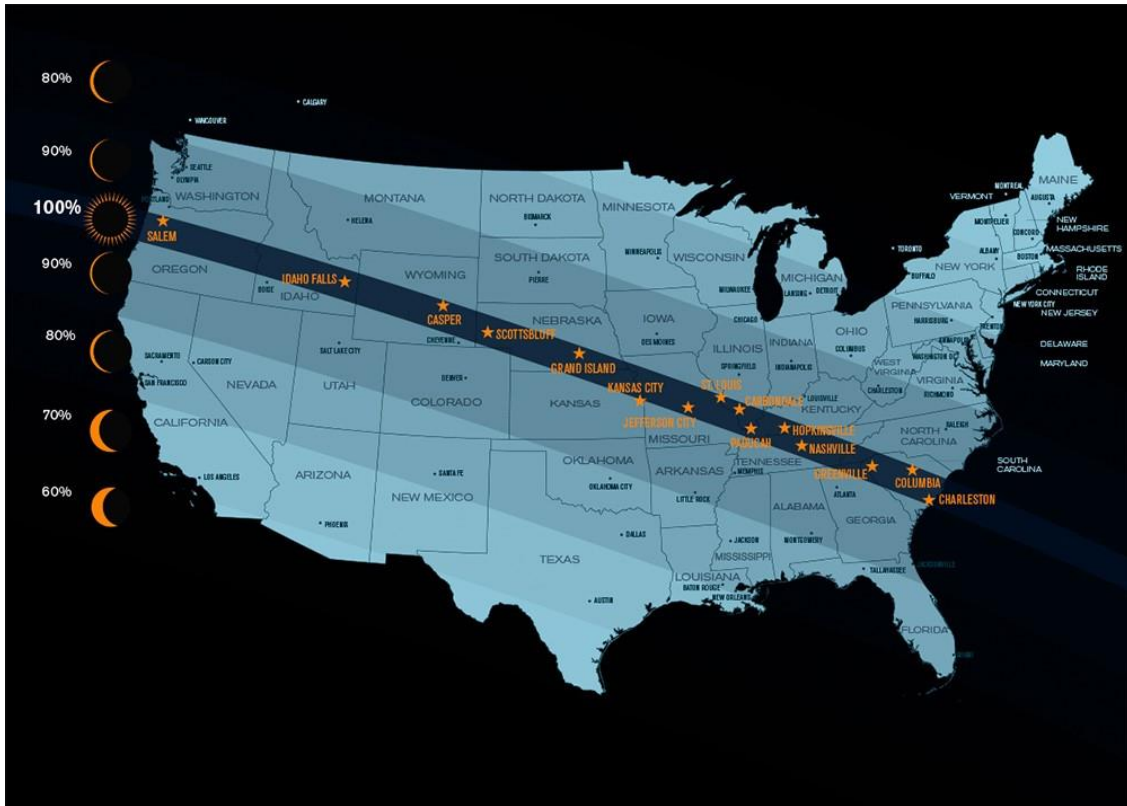 80%
CALGARY
VANCOUVER
90%
SEATTLE
OLYMPIA
WASHINGTON
MONTANA
NORTH DAKOTA
MINNESOTA
VERMONT
MONTREAL
MAINE
AUGUSTA
100%
SALEM
HELENA
BISMARCK
MONTPELIER
NEW
HAMPSHIRE
CONCORD
MINNEAPOLIS
WISCONSIN
TORONTO
ALBANY
BOSTON
MASSACHUSETTS
90%
OREGON
BOISE
IDAHO
IDAHO FALLS
WYOMING
SOUTH DAKOTA
PIERRE
MICHIGAN
LANSING
DETROIT
MILWAUKEE
BUFFALO
NEW YORK
RHODE
ISLAND
CONNECTICUT
NEW YORK CITY
NEW JERSEY
CASPER
SCOTTSBLUFF
NEBRASKA
IOWA
DES MOINES
CHICAGO
PENNSYLVANIA
HARRISBURG
TRENTON
80%
SACRAMENTO
CARSON CITY
SALT LAKE CITY
CHEYENNE
GRAND ISLAND
ILLINOIS
SPRINGFIELD
INDIANA
INDIANAPOLIS
OHIO
COLUMBUS
ANNAPOLIS
WASHINGTON DC
DELAWARE
MARYLAND
SAN FRANCISCO
NEVADA
UTAH
DENVER
COLORADO
KANSAS
KANSAS CITY
ST. LOUIS
CARBONDALE
LOUISVILLE
KENTUCKY
WEST
VIRGINIA
CHARLESTON
VIRGINIA
RICHMOND
70%
CALIFORNIA
JEFFERSON CITY
MISSOURI
PADUCAH
HOPKINSVILLE
NASHVILLE
NORTH
CAROLINA
RALEIGH
LOS ANGELES
ARIZONA
SANTA FE
NEW MEXICO
OKLAHOMA
OKLAHOMA CITY
ARKANSAS
LITTLE ROCK
TENNESSEE
MEMPHIS
GREENVILLE
COLUMBIA
SOUTH
CAROLINA
60%
PHOENIX
ATLANTA
CHARLESTON
DALLAS
TEXAS
JACKSON
MISSISSIPPI
ALABAMA
MONTGOMERY
GEORGIA
AUSTIN
LOUISIANA
BATON ROUGE
NEW ORLEANS
TALLAHASSEE
JACKSONVILLE
FLORIDA